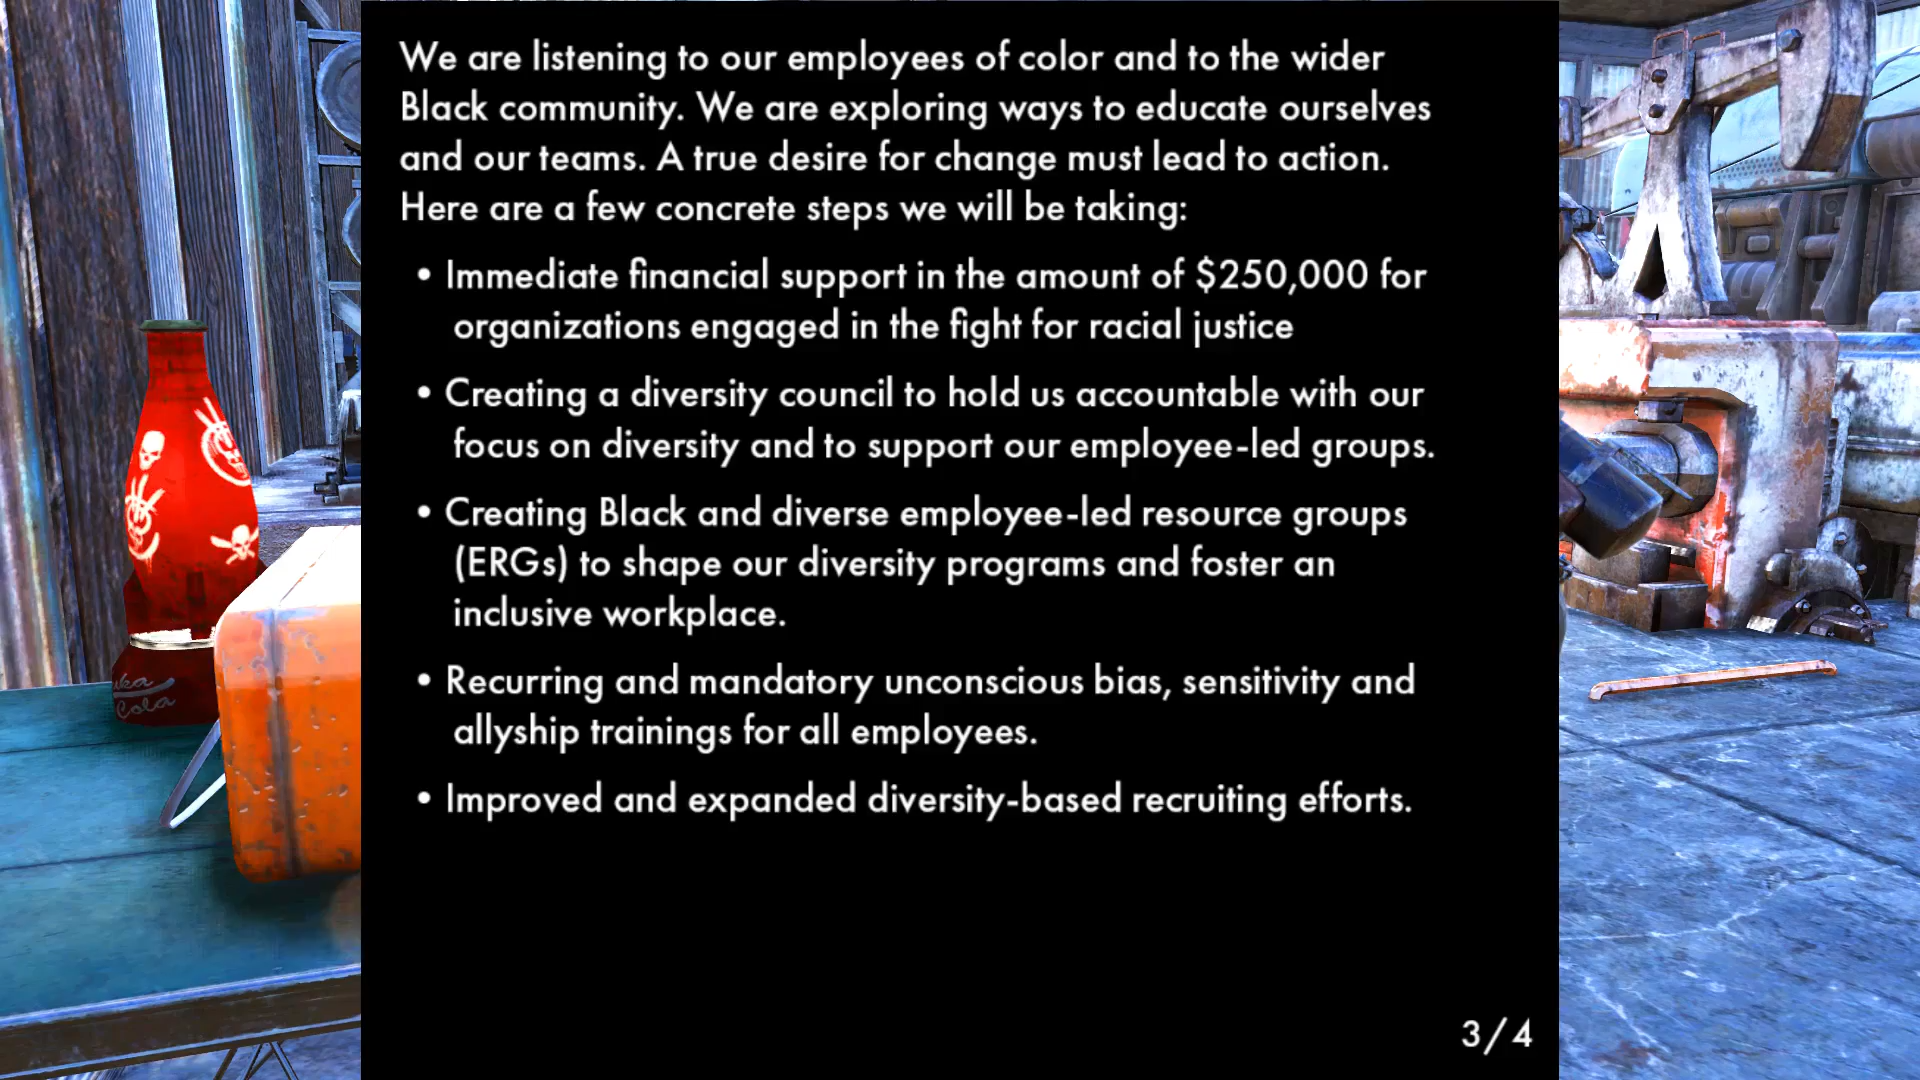 We are listening to our employees of color and to the wider
Black community. We are exploring ways to educate ourselves
and our teams. A true desire for change must lead to action.
Here are a few concrete steps we will be taking:
• Immediate financial support in the amount of $250,000 for
organizations engaged in the fight for racial justice
• Creating a diversity council to hold us accountable with our
focus on diversity and to support our employee-led groups.
• Creating Black and diverse employee-led resource groups
(ERGs) to shape our diversity programs and foster an
inclusive workplace.
• Recurring and mandatory unconscious bias, sensitivity and
allyship trainings for all employees.
• Improved and expanded diversity-based recruiting efforts.
uka
Cola
3/4